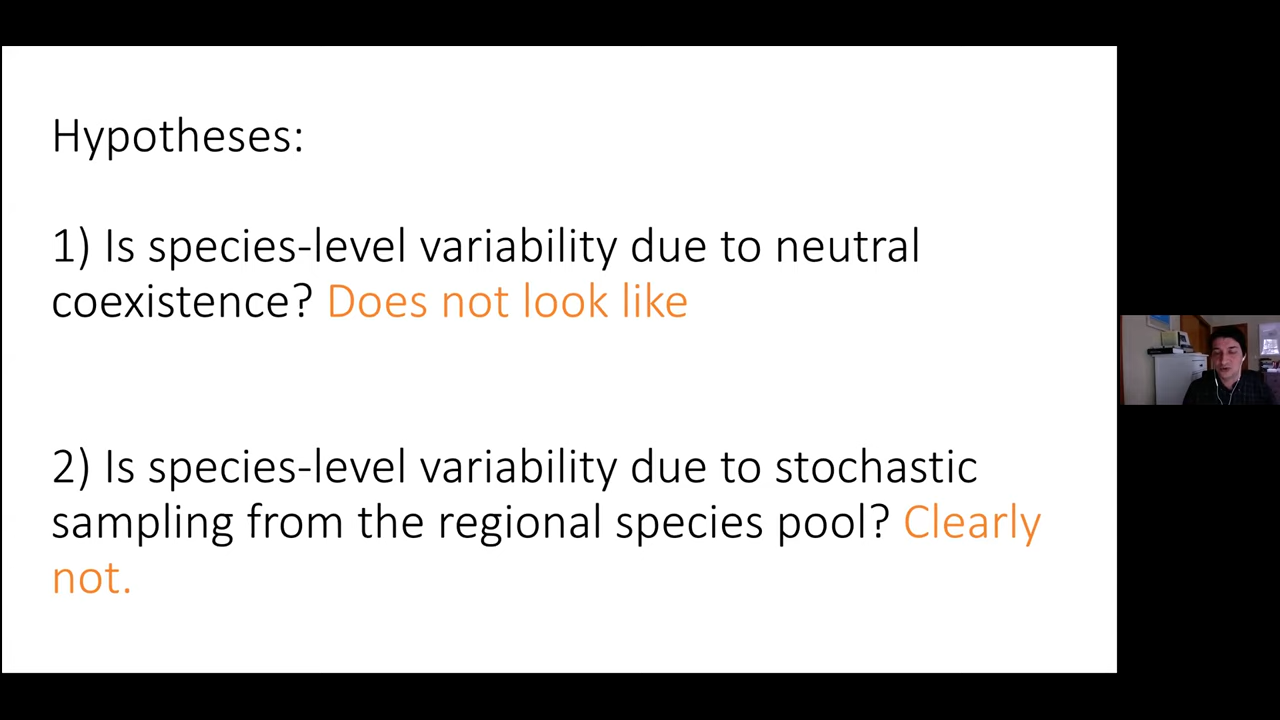 Hypotheses:
1) Is species-level variability due to neutral
coexistence? Does not look like
2) Is species-level variability due to stochastic
sampling from the regional species pool? Clearly
not.